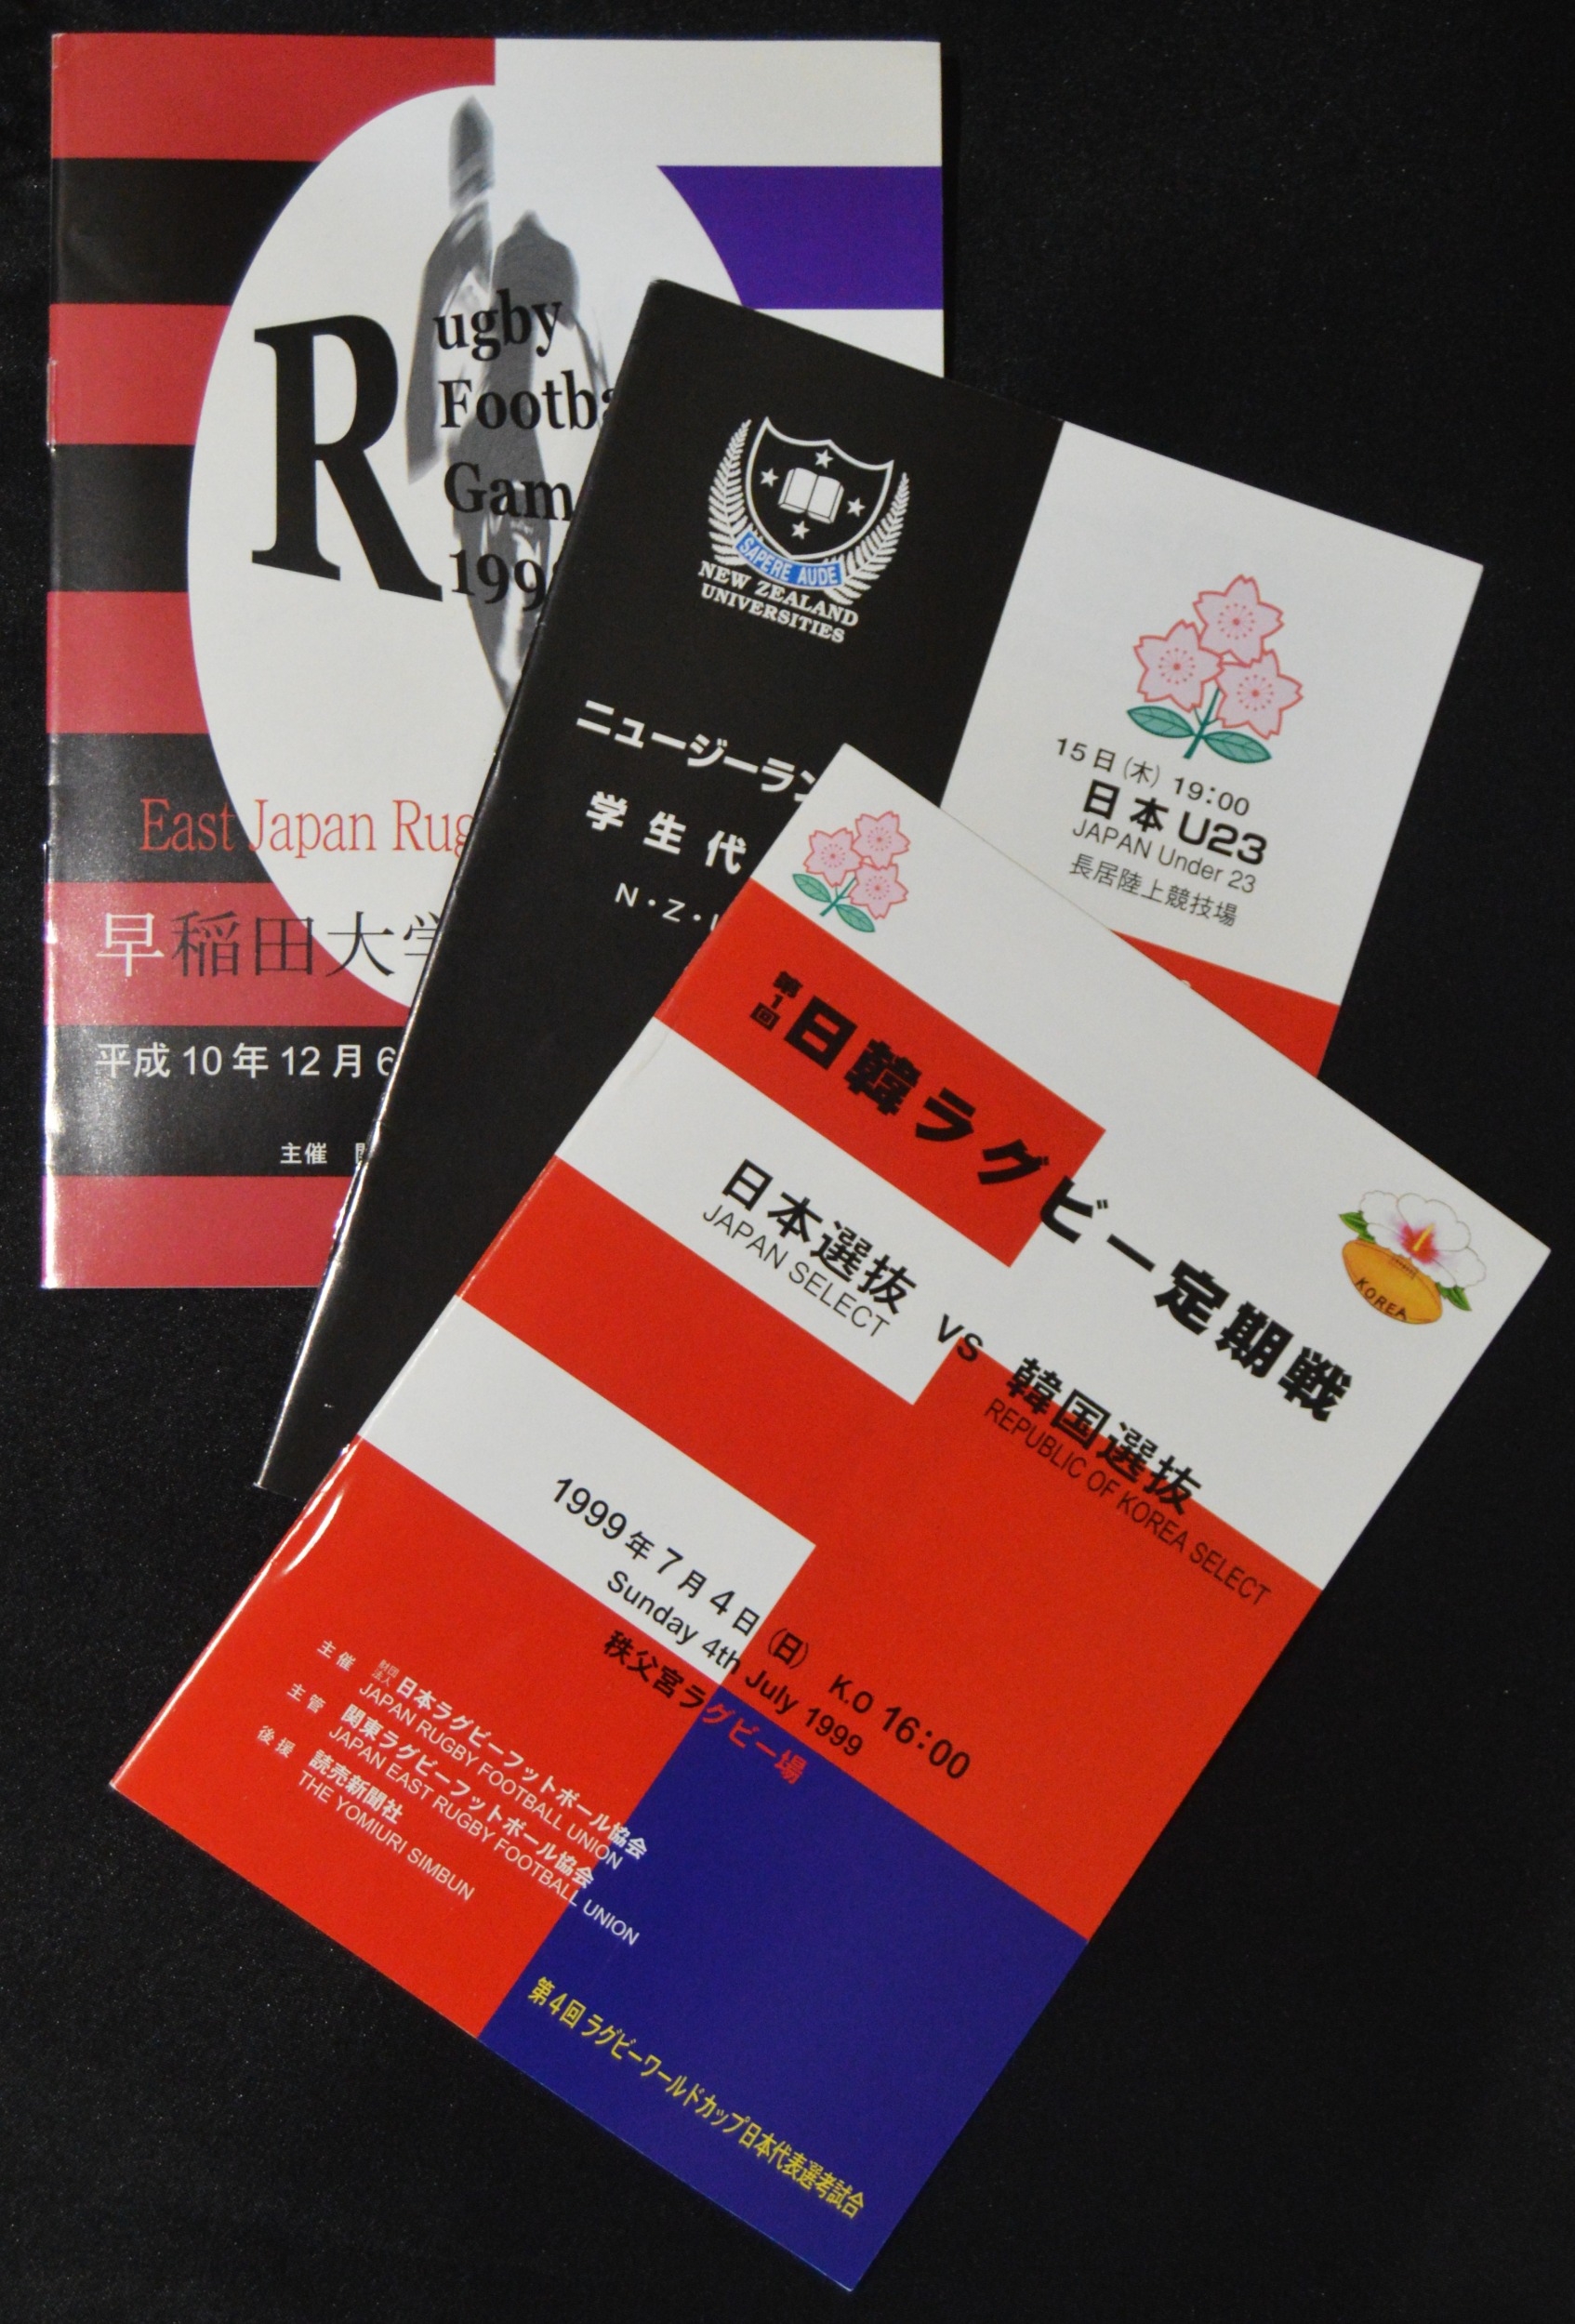 Rugby
Footba
Gam
199
East Japan Rug
早稲田大学
平成10年12月6
主催
SAPERE AUDE
NEW ZEALAND
UNIVERSITIES
ニュージーラン
学生代
N・Z・U
15日(木) 19:00
日本U23
JAPAN Under 23
長居陸上競技場
第1回
日韓ラグビー定期戦
KOREA
日本選抜
JAPAN SELECT
VS
韓国選抜
REPUBLIC OF KOREA SELECT
1999年7月4日(日) K.O 16:00
Sunday 4th July 1999
秩父宮ラグビー場
主催 財団法人 日本ラグビーフットボール協会
JAPAN RUGBY FOOTBALL UNION
主管 関東ラグビーフットボール協会
JAPAN EAST RUGBY FOOTBALL UNION
後援 読売新聞社
THE YOMIURI SIMBUN
第4回 ラグビーワールドカップ日本代表選考試合